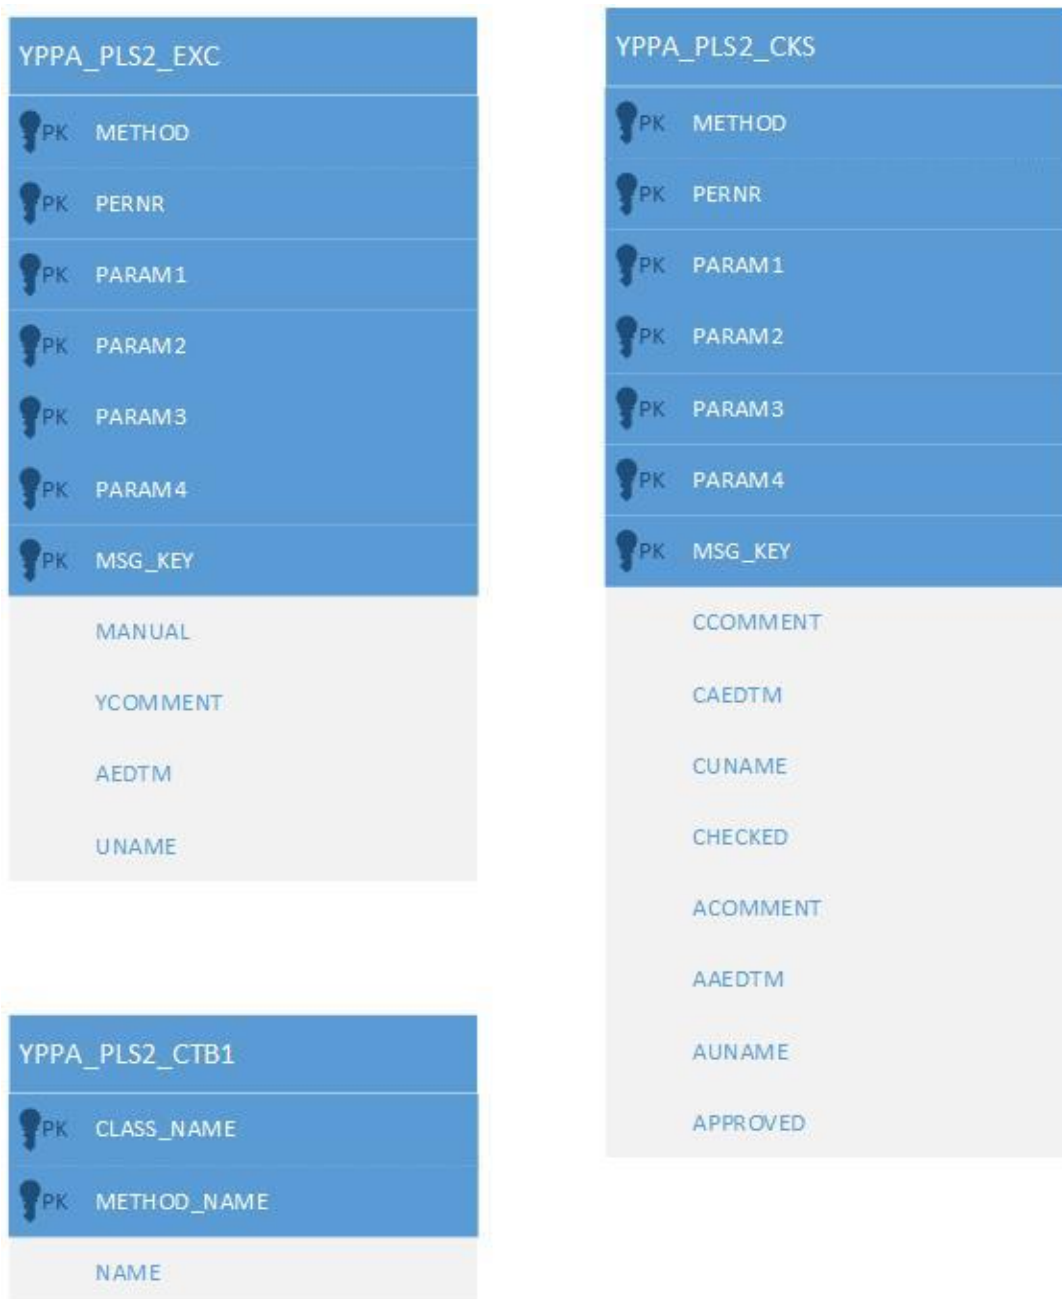 YPPA_PLS2_EXC
PK METHOD
PK PERNR
PK PARAM1
PK PARAM2
PK PARAM3
PK PARAM4
PK MSG_KEY
MANUAL
YCOMMENT
AEDTM
UNAME
YPPA_PLS2_CKS
PK METHOD
PK PERNR
PK PARAM1
PK PARAM2
PK PARAM3
PK PARAM4
PK MSG_KEY
CCOMMENT
CAEDTM
CUNAME
CHECKED
ACOMMENT
AAEDTM
AUNAME
APPROVED
YPPA_PLS2_CTB1
PK CLASS_NAME
PK METHOD_NAME
NAME